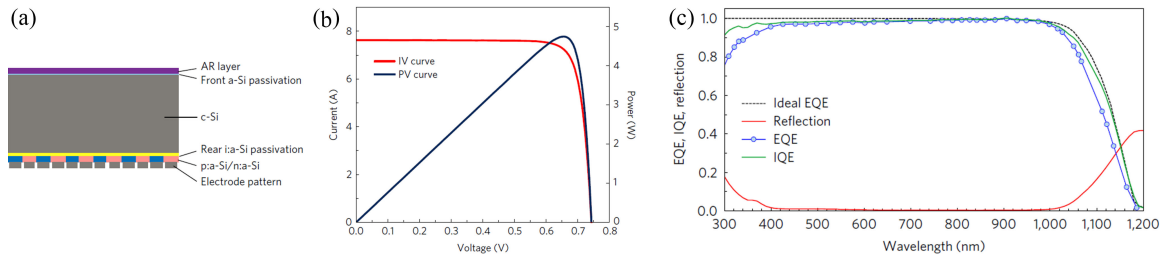 (a)
AR layer
Front a-Si passivation
c-Si
Rear i:a-Si passivation
p:a-Si/n:a-Si
Electrode pattern
(b)
8
6
4
2
0
Current (A)
0.0 0.1 0.2 0.3 0.4 0.5 0.6 0.7 0.8
Voltage (V)
5
4
3
2
1
0
Power (W)
IV curve
PV curve
(c)
1.0
0.8
0.6
0.4
0.2
0.0
EQE, IQE, reflection
300 400 500 600 700 800 900 1,000 1,100 1,200
Wavelength (nm)
Ideal EQE
Reflection
EQE
IQE